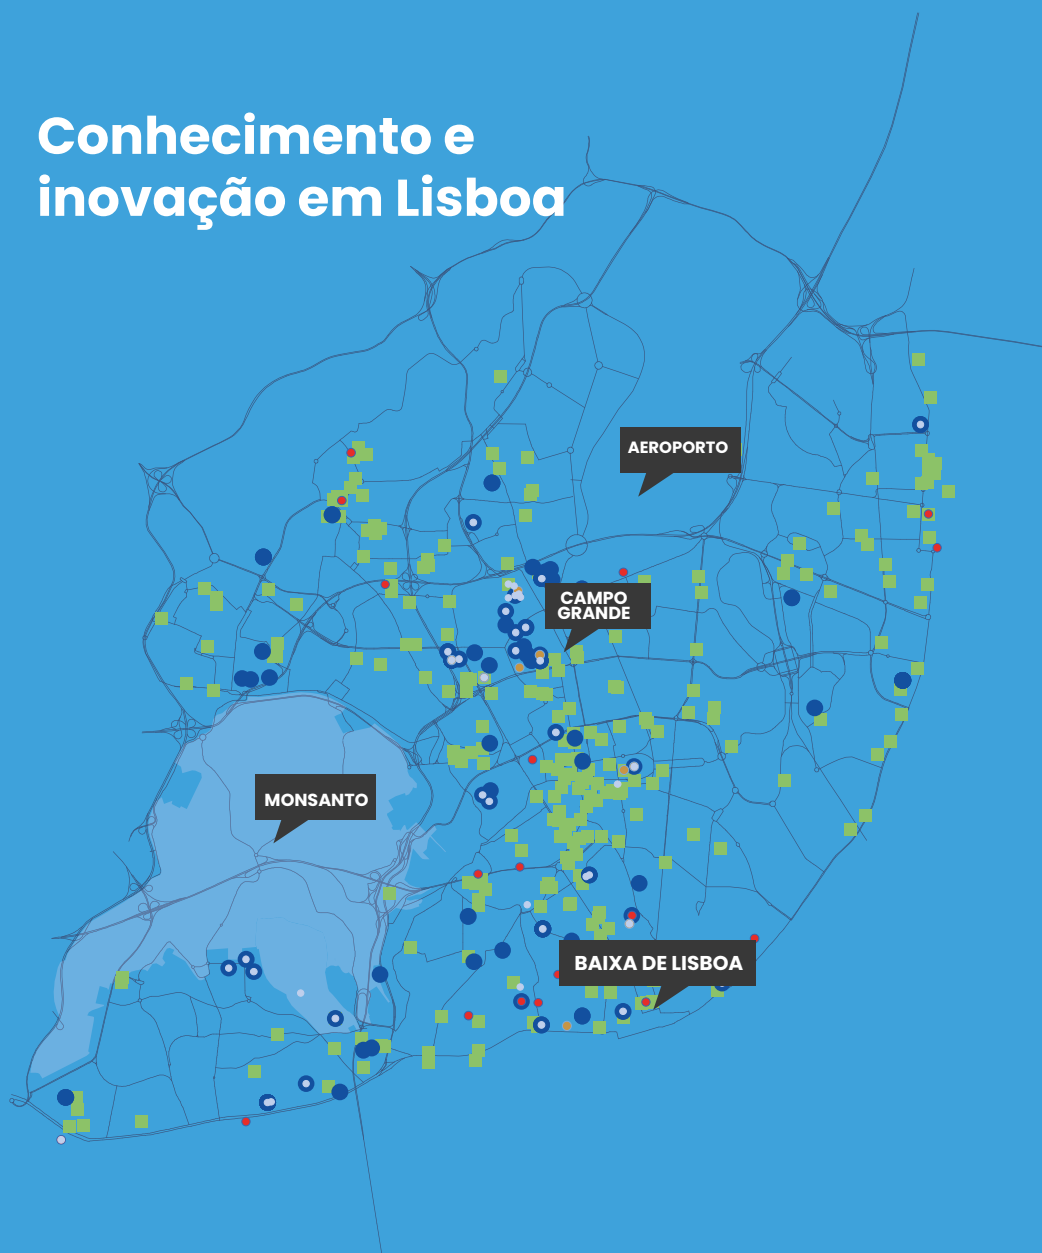 Conhecimento e
inovação em Lisboa
AEROPORTO
CAMPO
GRANDE
MONSANTO
BAIXA DE LISBOA